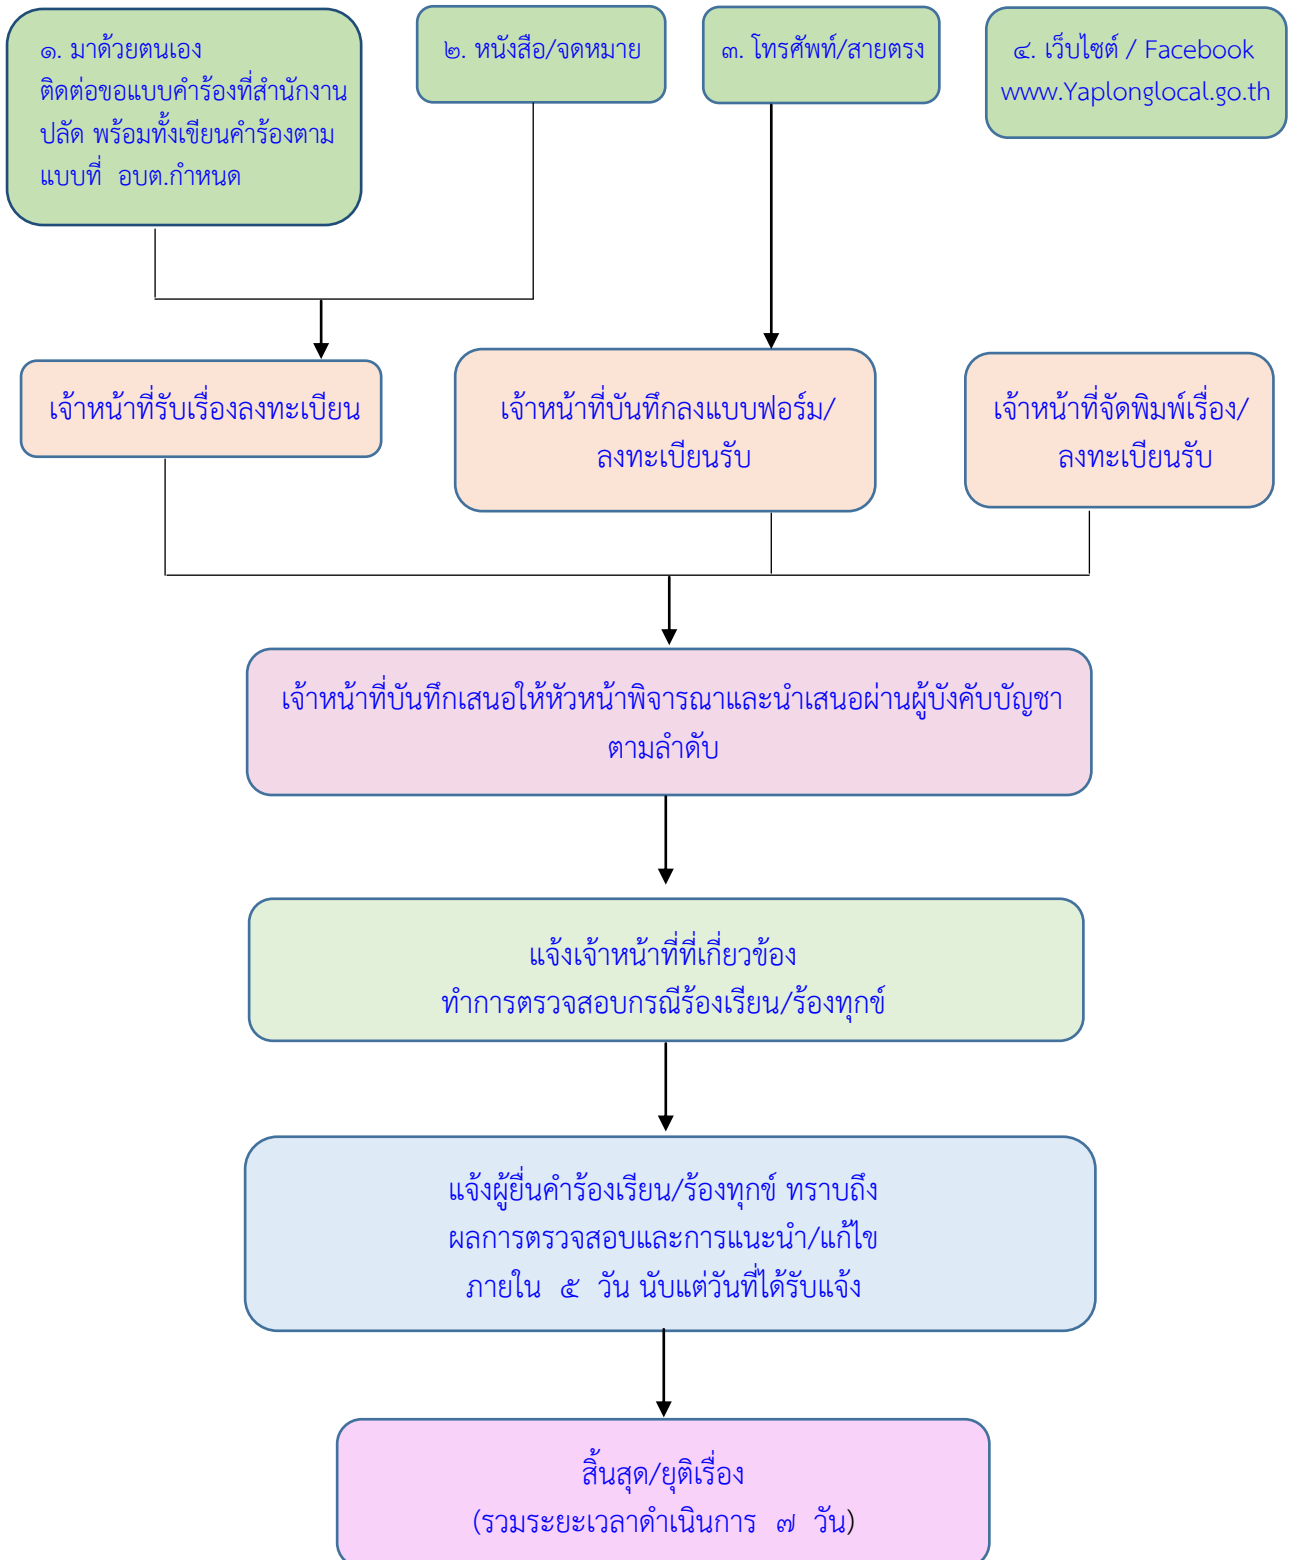 ๑. มาด้วยตนเอง
ติดต่อขอแบบคำร้องที่สำนักงาน
ปลัด พร้อมทั้งเขียนคำร้องตาม
แบบที่ อบต.กำหนด
๒. หนังสือ/จดหมาย
๓. โทรศัพท์/สายตรง
๔. เว็บไซต์ / Facebook
www.Yaplonglocal.go.th
เจ้าหน้าที่รับเรื่องลงทะเบียน
เจ้าหน้าที่บันทึกลงแบบฟอร์ม/
ลงทะเบียนรับ
เจ้าหน้าที่จัดพิมพ์เรื่อง/
ลงทะเบียนรับ
เจ้าหน้าที่บันทึกเสนอให้หัวหน้าพิจารณาและนำเสนอผ่านผู้บังคับบัญชา
ตามลำดับ
แจ้งเจ้าหน้าที่ที่เกี่ยวข้อง
ทำการตรวจสอบกรณีร้องเรียน/ร้องทุกข์
แจ้งผู้ยื่นคำร้องเรียน/ร้องทุกข์ ทราบถึง
ผลการตรวจสอบและการแนะนำ/แก้ไข
ภายใน ๕ วัน นับแต่วันที่ได้รับแจ้ง
สิ้นสุด/ยุติเรื่อง
(รวมระยะเวลาดำเนินการ ๗ วัน)